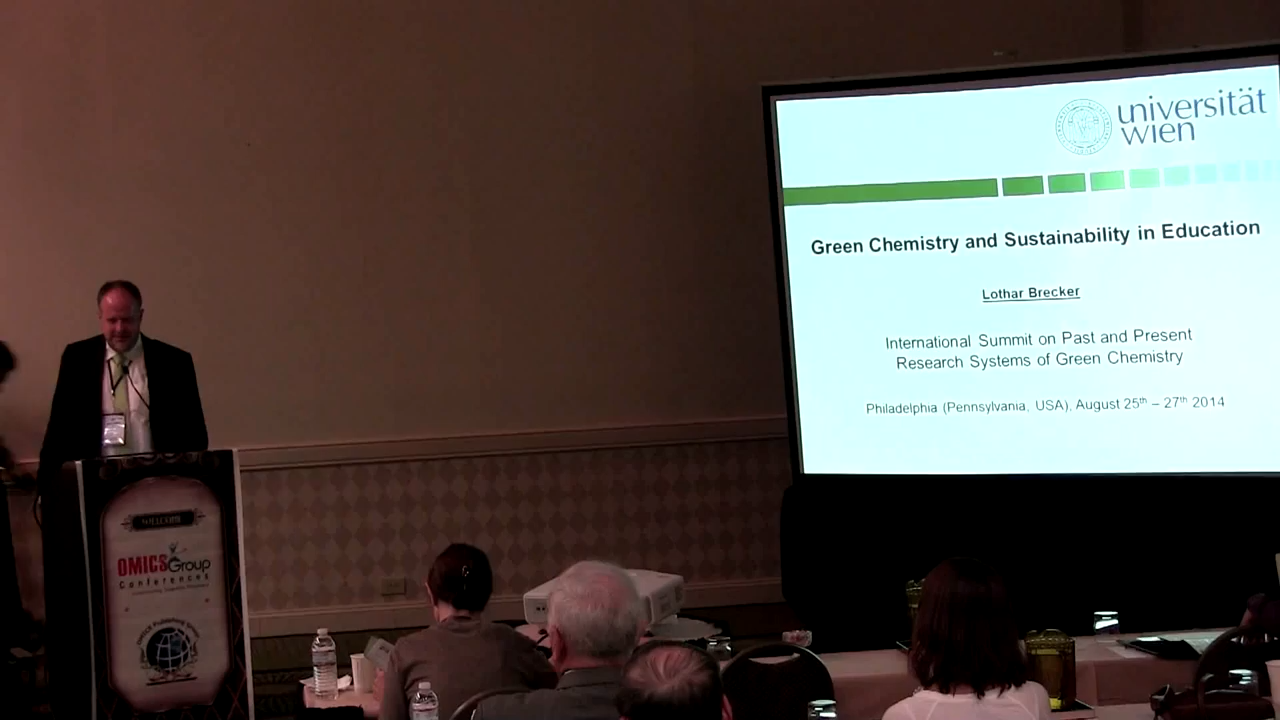 universität
wien
Green Chemistry and Sustainability in Education
Lothar Brecker
International Summit on Past and Present
Research Systems of Green Chemistry
Philadelphia (Pennsylvania, USA), August 25th – 27th 2014
WELCOME
OMICS Group
Conferences